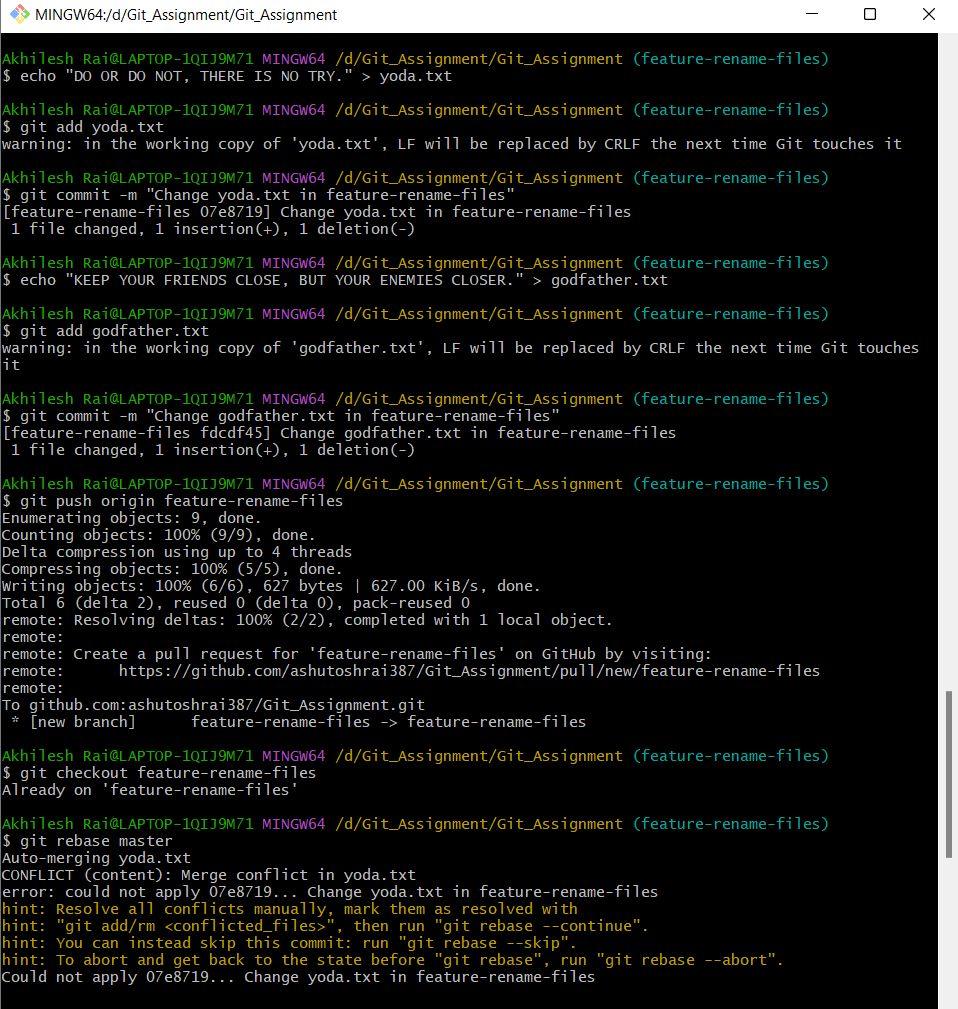 MINGW64:/d/Git_Assignment/Git_Assignment
Akhilesh Rai@LAPTOP-1QIJ9M71 MINGW64 /d/Git_Assignment/Git_Assignment (feature-rename-files)
$ echo "DO OR DO NOT, THERE IS NO TRY." > yoda.txt
Akhilesh Rai@LAPTOP-1QIJ9M71 MINGW64 /d/Git_Assignment/Git_Assignment (feature-rename-files)
$ git add yoda.txt
warning: in the working copy of 'yoda.txt', LF will be replaced by CRLF the next time Git touches it
Akhilesh Rai@LAPTOP-1QIJ9M71 MINGW64 /d/Git_Assignment/Git_Assignment (feature-rename-files)
$ git commit -m "Change yoda.txt in feature-rename-files"
[feature-rename-files 07e8719] Change yoda.txt in feature-rename-files
 1 file changed, 1 insertion(+), 1 deletion(-)
Akhilesh Rai@LAPTOP-1QIJ9M71 MINGW64 /d/Git_Assignment/Git_Assignment (feature-rename-files)
$ echo "KEEP YOUR FRIENDS CLOSE, BUT YOUR ENEMIES CLOSER." > godfather.txt
Akhilesh Rai@LAPTOP-1QIJ9M71 MINGW64 /d/Git_Assignment/Git_Assignment (feature-rename-files)
$ git add godfather.txt
warning: in the working copy of 'godfather.txt', LF will be replaced by CRLF the next time Git touches
it
Akhilesh Rai@LAPTOP-1QIJ9M71 MINGW64 /d/Git_Assignment/Git_Assignment (feature-rename-files)
$ git commit -m "Change godfather.txt in feature-rename-files"
[feature-rename-files fdcdf45] Change godfather.txt in feature-rename-files
 1 file changed, 1 insertion(+), 1 deletion(-)
Akhilesh Rai@LAPTOP-1QIJ9M71 MINGW64 /d/Git_Assignment/Git_Assignment (feature-rename-files)
$ git push origin feature-rename-files
Enumerating objects: 9, done.
Counting objects: 100% (9/9), done.
Delta compression using up to 4 threads
Compressing objects: 100% (5/5), done.
Writing objects: 100% (6/6), 627 bytes | 627.00 KiB/s, done.
Total 6 (delta 2), reused 0 (delta 0), pack-reused 0
remote: Resolving deltas: 100% (2/2), completed with 1 local object.
remote:
remote: Create a pull request for 'feature-rename-files' on GitHub by visiting:
remote:      https://github.com/ashutoshrai387/Git_Assignment/pull/new/feature-rename-files
remote:
To github.com:ashutoshrai387/Git_Assignment.git
 * [new branch]      feature-rename-files -> feature-rename-files
Akhilesh Rai@LAPTOP-1QIJ9M71 MINGW64 /d/Git_Assignment/Git_Assignment (feature-rename-files)
$ git checkout feature-rename-files
Already on 'feature-rename-files'
Akhilesh Rai@LAPTOP-1QIJ9M71 MINGW64 /d/Git_Assignment/Git_Assignment (feature-rename-files)
$ git rebase master
Auto-merging yoda.txt
CONFLICT (content): Merge conflict in yoda.txt
error: could not apply 07e8719... Change yoda.txt in feature-rename-files
hint: Resolve all conflicts manually, mark them as resolved with
hint: "git add/rm <conflicted_files>", then run "git rebase --continue".
hint: You can instead skip this commit: run "git rebase --skip".
hint: To abort and get back to the state before "git rebase", run "git rebase --abort".
Could not apply 07e8719... Change yoda.txt in feature-rename-files